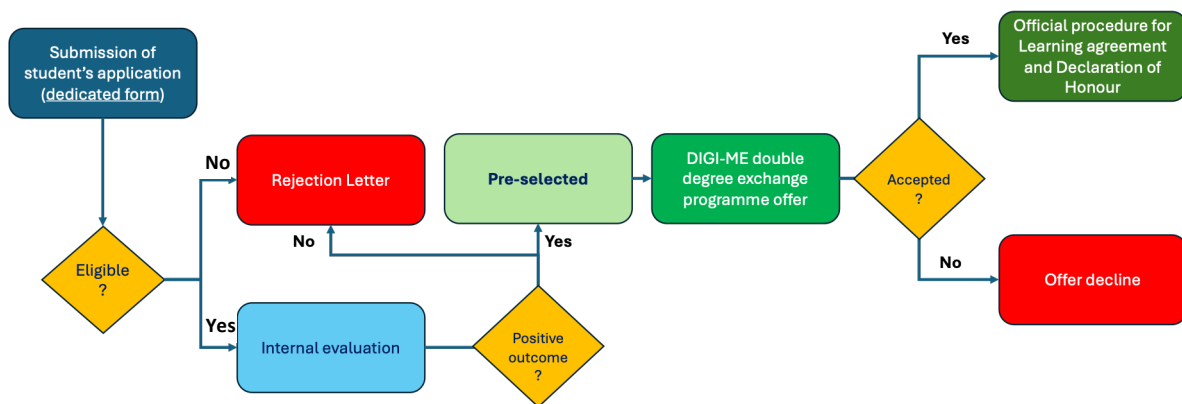 Submission of
student's application
(dedicated form)
Eligible
?
No
Yes
Rejection Letter
Internal evaluation
No
Yes
Positive
outcome
?
Pre-selected
DIGI-ME double
degree exchange
programme offer
Accepted
?
Yes
No
Official procedure for
Learning agreement
and Declaration of
Honour
Offer decline